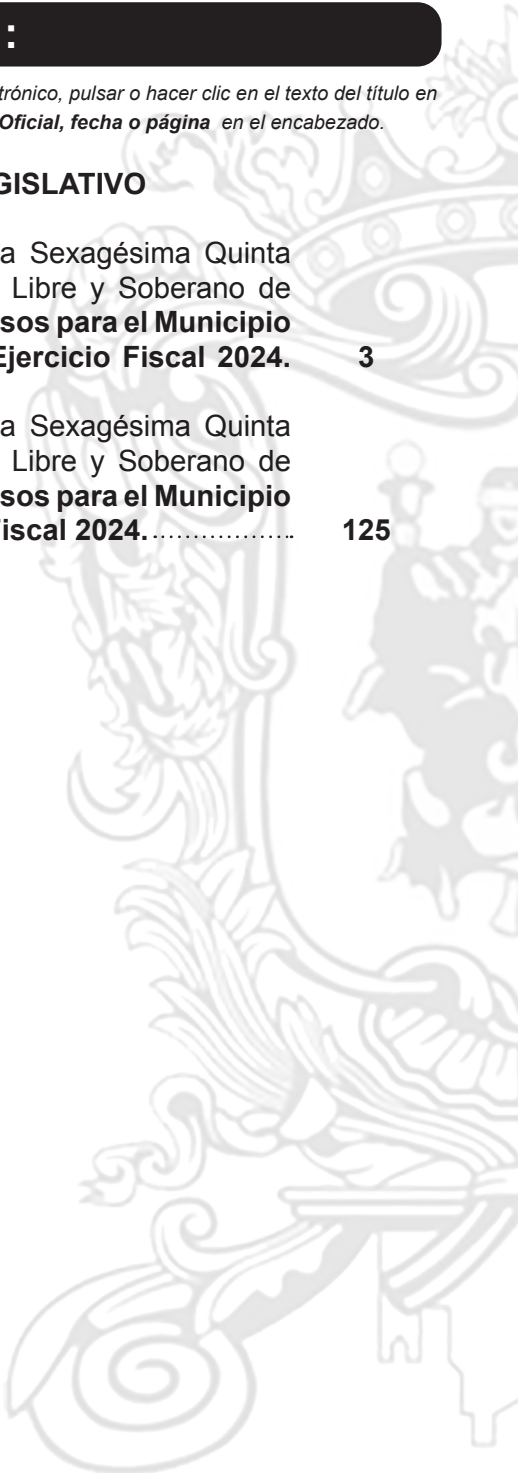 :
trónico, pulsar o hacer clic en el texto del título en
Oficial, fecha o página en el encabezado.
GISLATIVO
a Sexagésima Quinta
Libre y Soberano de
sos para el Municipio
Ejercicio Fiscal 2024. 3
a Sexagésima Quinta
Libre y Soberano de
sos para el Municipio
iscal 2024. .................. 125